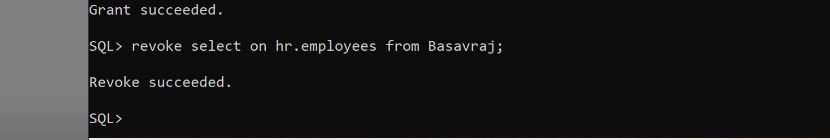 Grant succeeded.
SQL> revoke select on hr.employees from Basavraj;
Revoke succeeded.
SQL>